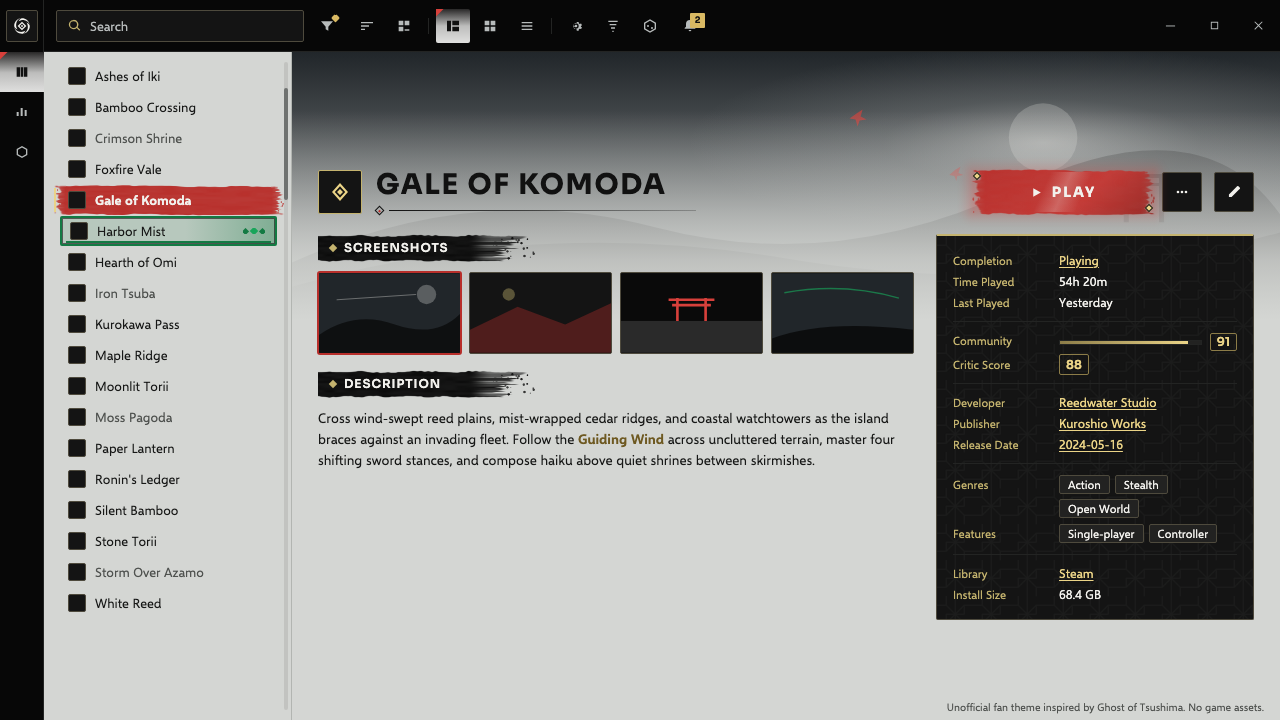 Search
2
Ashes of Iki
Bamboo Crossing
Crimson Shrine
Foxfire Vale
Gale of Komoda
Harbor Mist
Hearth of Omi
Iron Tsuba
Kurokawa Pass
Maple Ridge
Moonlit Torii
Moss Pagoda
Paper Lantern
Ronin's Ledger
Silent Bamboo
Stone Torii
Storm Over Azamo
White Reed
GALE OF KOMODA
PLAY
SCREENSHOTS
DESCRIPTION
Cross wind-swept reed plains, mist-wrapped cedar ridges, and coastal watchtowers as the island
braces against an invading fleet. Follow the Guiding Wind across uncluttered terrain, master four
shifting sword stances, and compose haiku above quiet shrines between skirmishes.
Completion Playing
Time Played 54h 20m
Last Played Yesterday
Community 91
Critic Score 88
Developer Reedwater Studio
Publisher Kuroshio Works
Release Date 2024-05-16
Genres Action Stealth
Open World
Features Single-player Controller
Library Steam
Install Size 68.4 GB
Unofficial fan theme inspired by Ghost of Tsushima. No game assets.